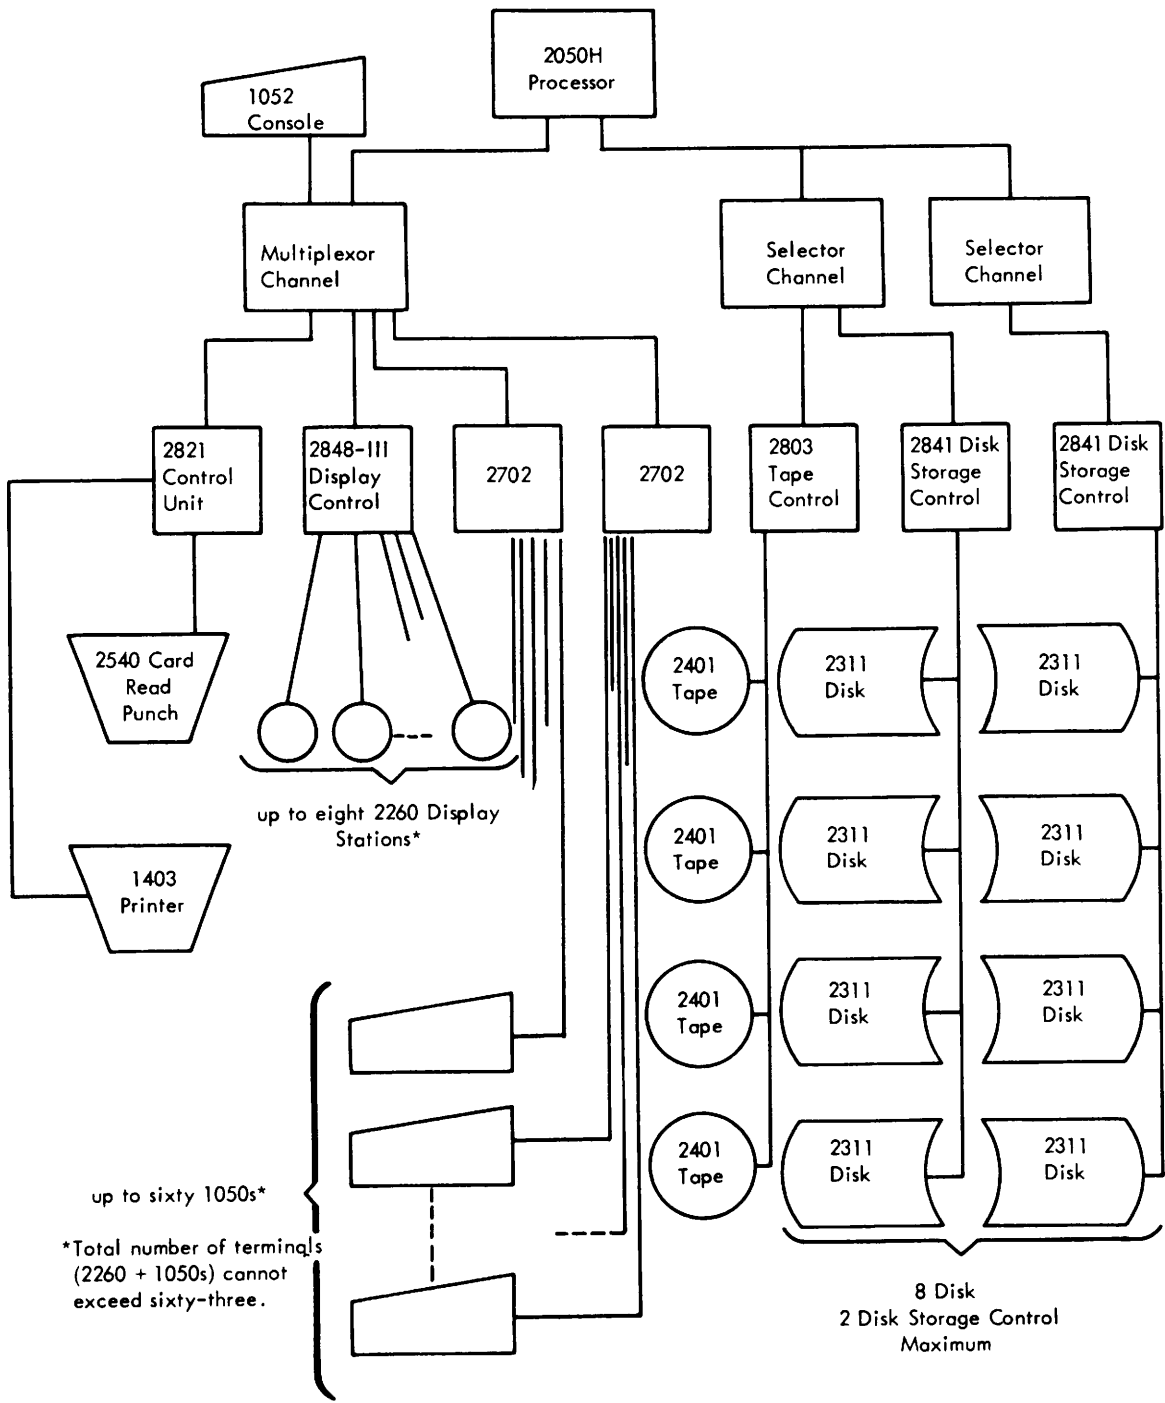 2050H
Processor
1052
Console
Multiplexor
Channel
Selector
Channel
Selector
Channel
2821
Control
Unit
2848-III
Display
Control
2702
2702
2803
Tape
Control
2841 Disk
Storage
Control
2841 Disk
Storage
Control
2540 Card
Read
Punch
1403
Printer
up to eight 2260 Display
Stations*
2401
Tape
2311
Disk
2311
Disk
2401
Tape
2311
Disk
2311
Disk
2401
Tape
2311
Disk
2311
Disk
2401
Tape
2311
Disk
2311
Disk
up to sixty 1050s*
*Total number of terminals
(2260 + 1050s) cannot
exceed sixty-three.
8 Disk
2 Disk Storage Control
Maximum